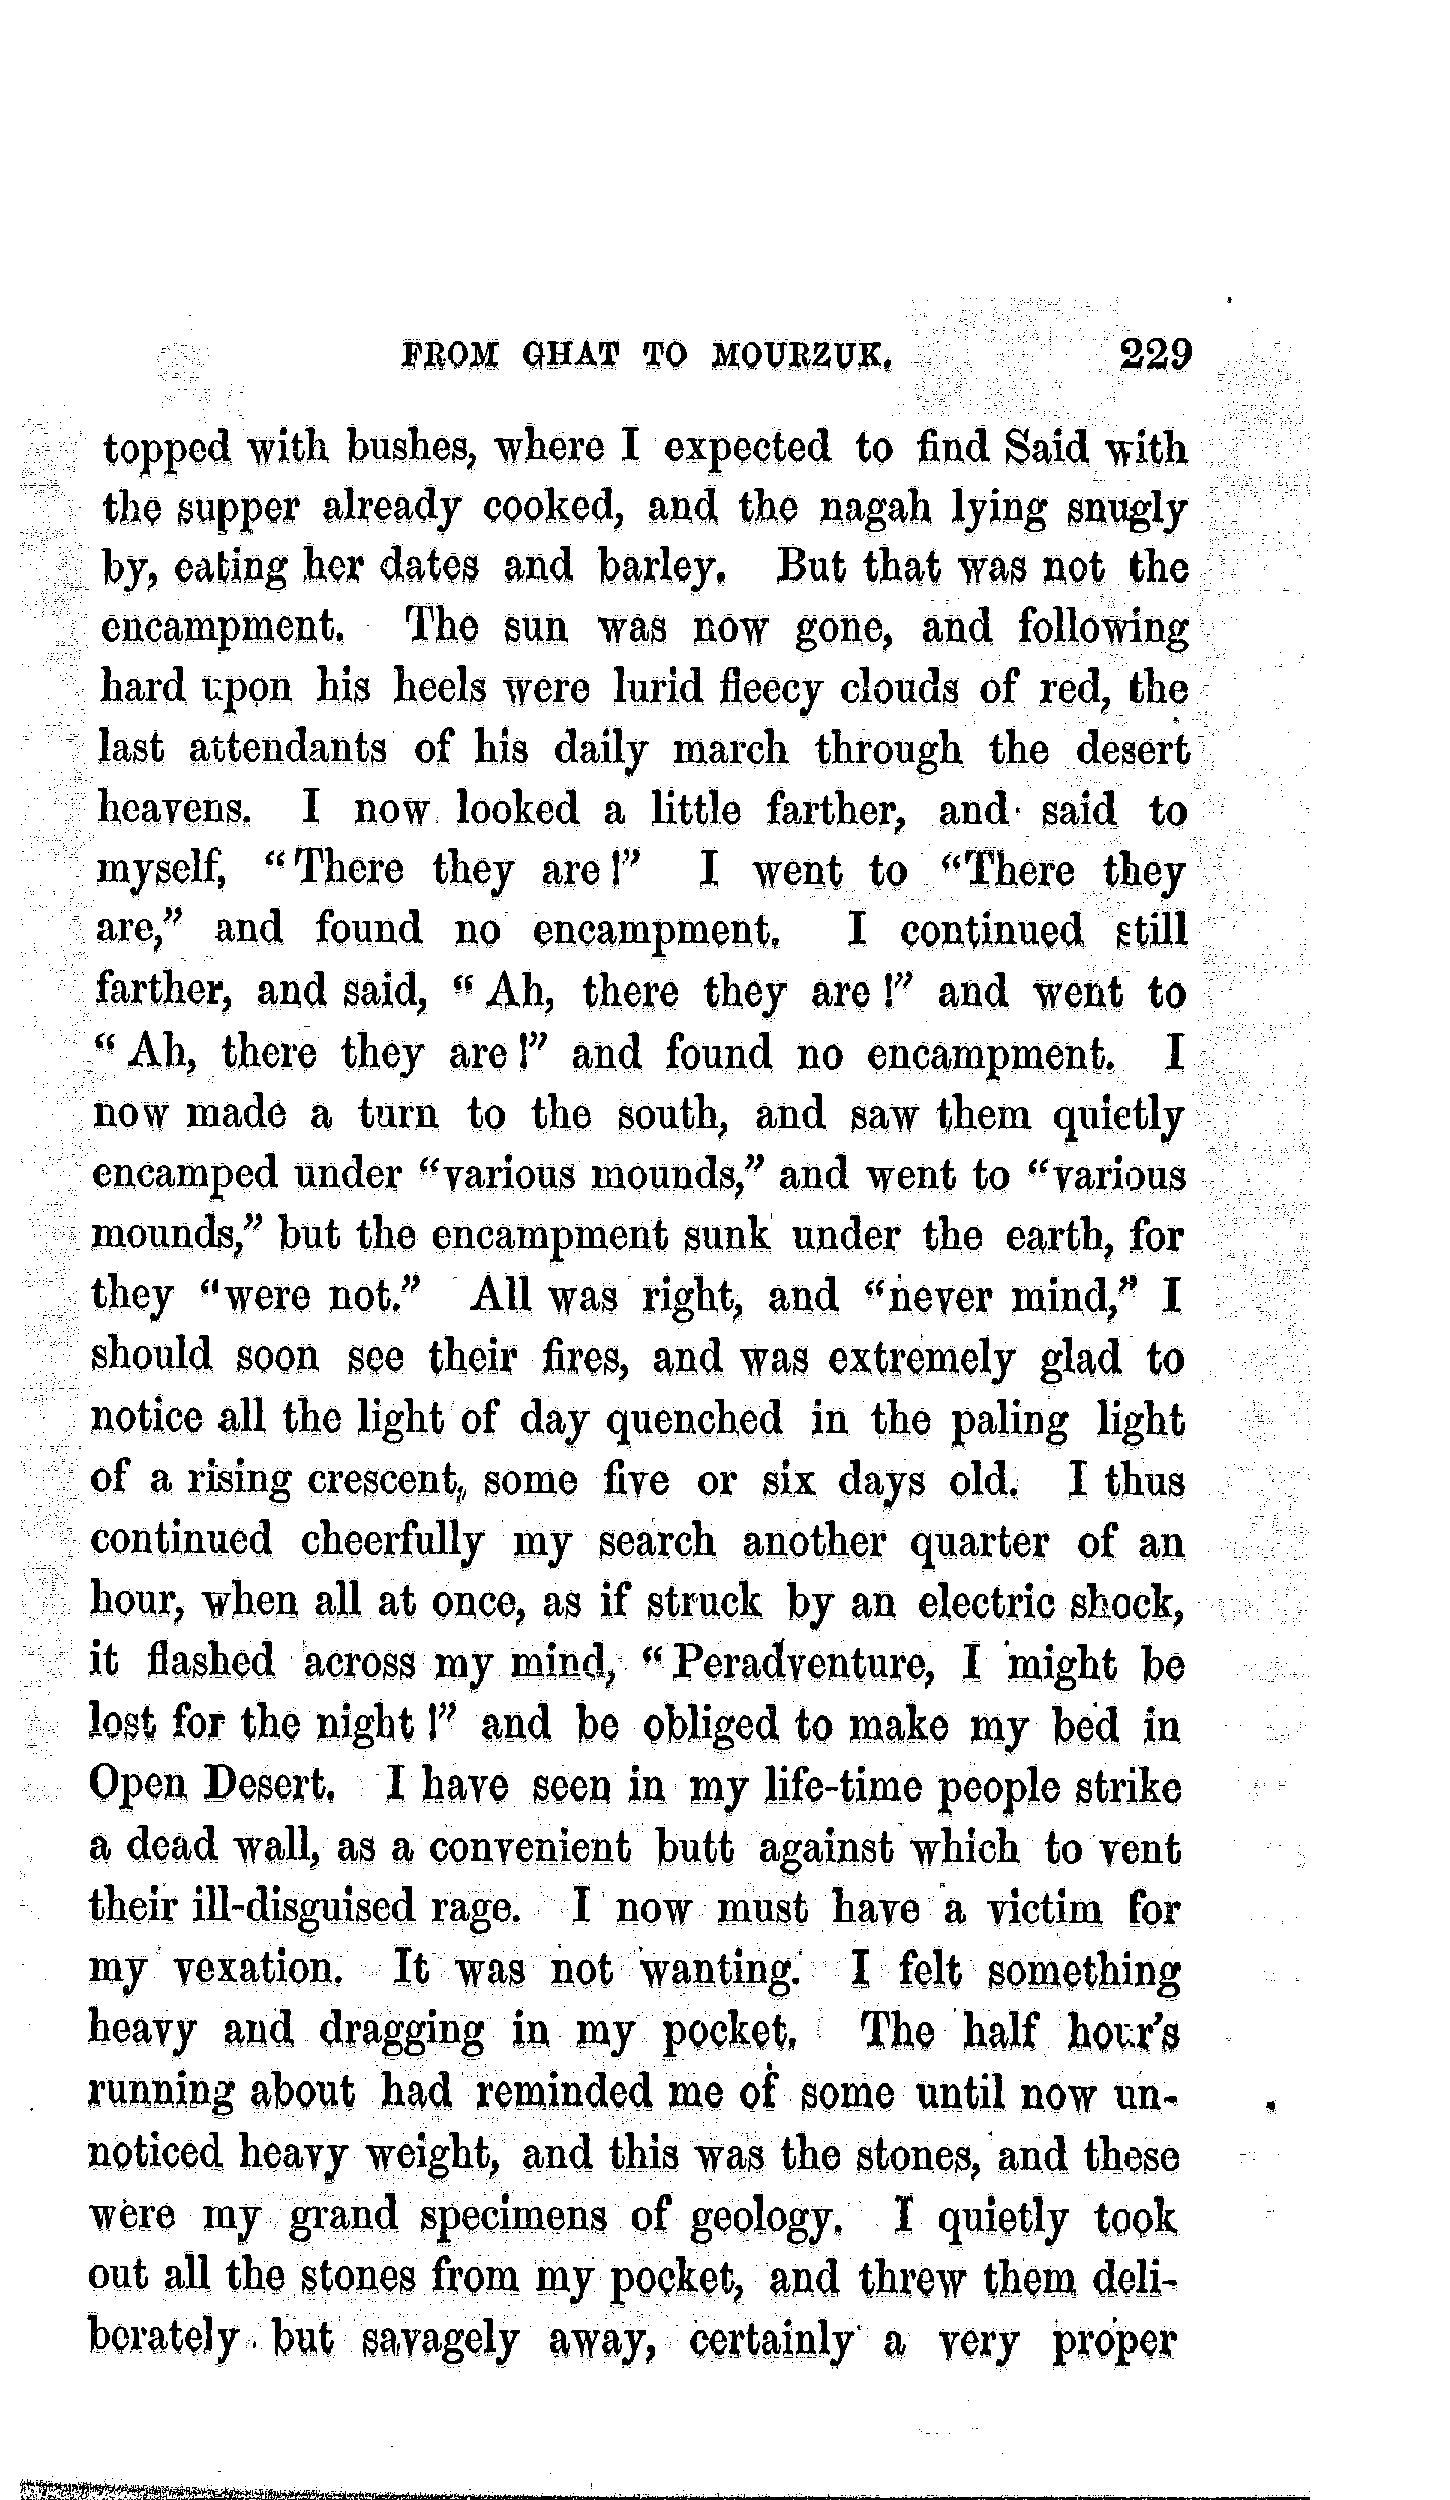 FROM GHAT TO MOURZUK. 229
topped with bushes, where I expected to find Said with
the supper already cooked, and the nagah lying snugly
by, eating her dates and barley. But that was not the
encampment. The sun was now gone, and following
hard upon his heels were lurid fleecy clouds of red, the
last attendants of his daily march through the desert
heavens. I now looked a little farther, and said to
myself, "There they are!" I went to "There they
are," and found no encampment. I continued still
farther, and said, "Ah, there they are!" and went to
"Ah, there they are!" and found no encampment. I
now made a turn to the south, and saw them quietly
encamped under "various mounds," and went to "various
mounds," but the encampment sunk under the earth, for
they "were not." All was right, and "never mind," I
should soon see their fires, and was extremely glad to
notice all the light of day quenched in the paling light
of a rising crescent, some five or six days old. I thus
continued cheerfully my search another quarter of an
hour, when all at once, as if struck by an electric shock,
it flashed across my mind, "Peradventure, I might be
lost for the night!" and be obliged to make my bed in
Open Desert. I have seen in my life-time people strike
a dead wall, as a convenient butt against which to vent
their ill-disguised rage. I now must have a victim for
my vexation. It was not wanting. I felt something
heavy and dragging in my pocket. The half hour's
running about had reminded me of some until now un-
noticed heavy weight, and this was the stones, and these
were my grand specimens of geology. I quietly took
out all the stones from my pocket, and threw them deli-
berately but savagely away, certainly a very proper